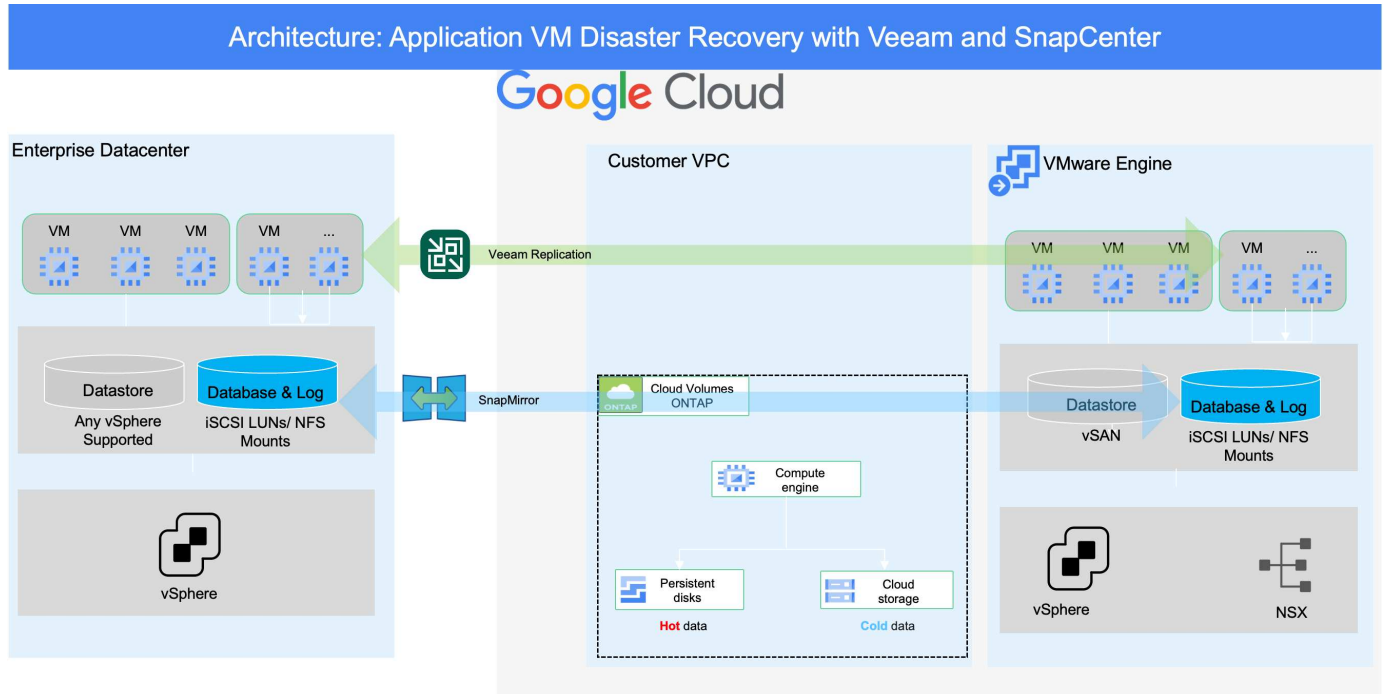 Architecture: Application VM Disaster Recovery with Veeam and SnapCenter
Google Cloud
Enterprise Datacenter
VM VM VM VM ...
Datastore
Any vSphere
Supported
Database & Log
iSCSI LUNs/ NFS
Mounts
vSphere
Veeam Replication
SnapMirror
Customer VPC
ONTAP
Cloud Volumes
ONTAP
Compute
engine
Persistent
disks
Hot data
Cloud
storage
Cold data
VMware Engine
VM VM VM VM ...
Datastore
vSAN
Database & Log
iSCSI LUNs/ NFS
Mounts
vSphere
NSX